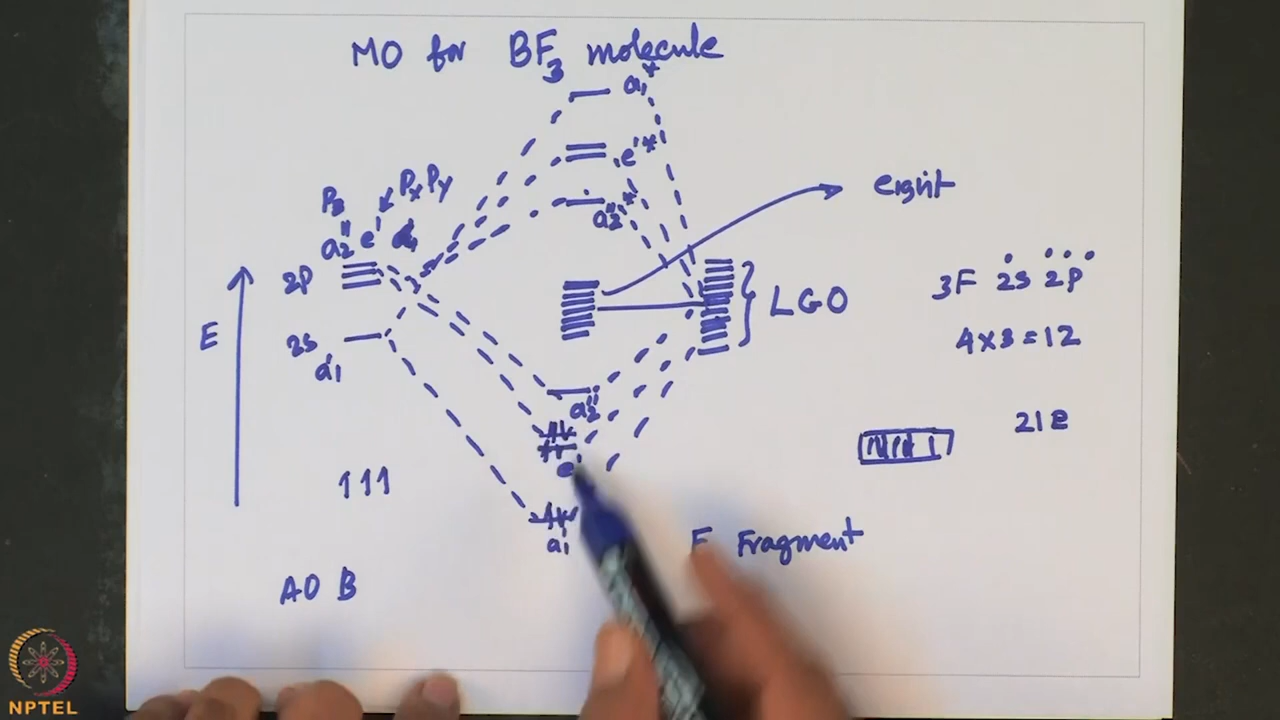 MO for BF3 molecule
a1*
e'*
a2''*
Pz
Px Py
a2'' e'
2P
E
2s
a1'
eight
LGO
3F 2s 2p
4x3=12
21e
a2''
e'
a1'
111
Fragment
AO B
NPTEL